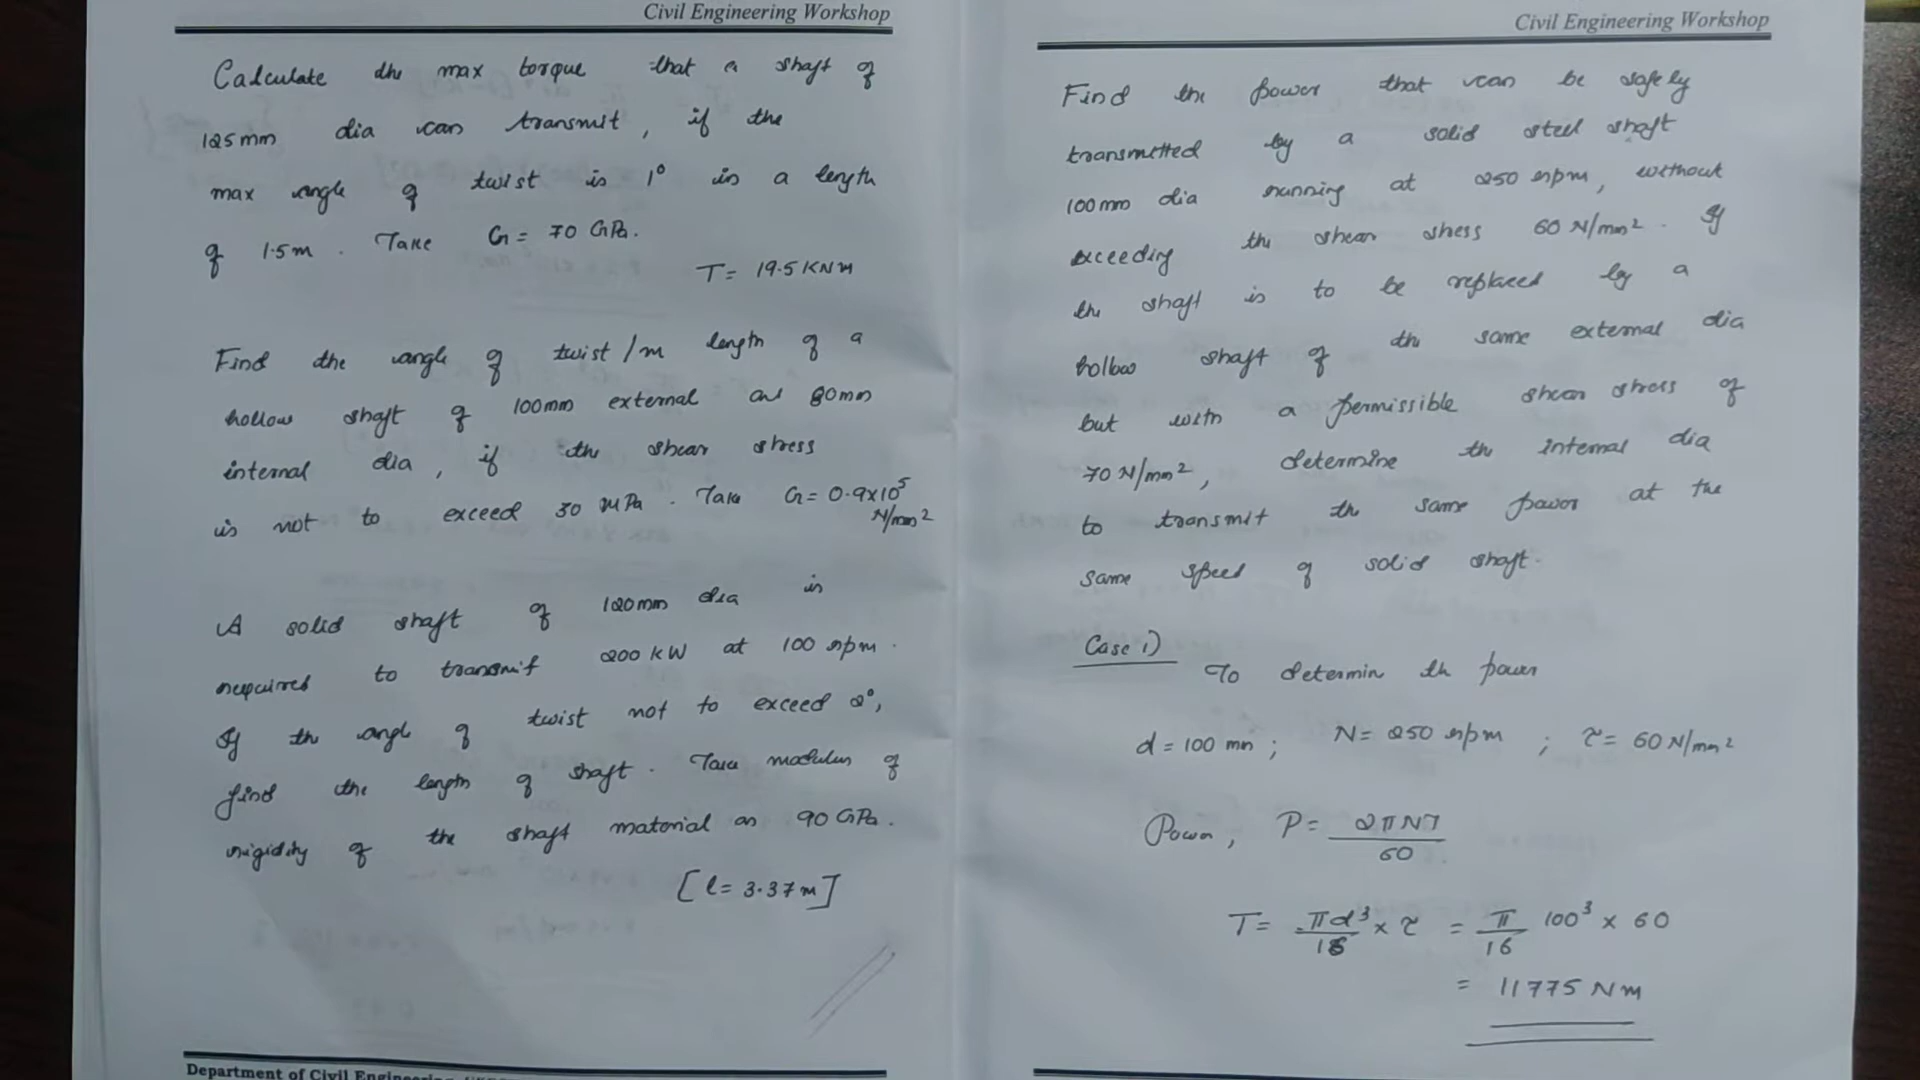 Civil Engineering Workshop
Calculate the max torque that a shaft of
125mm dia can transmit, if the
max angle of twist is 1° in a length
of 1.5m. Take G = 70 GPa.
T = 19.5 KNm
Find the angle of twist/m length of a
hollow shaft of 100mm external and 80mm
internal dia, if the shear stress
is not to exceed 30 MPa. Take G = 0.9x10⁵
N/mm²
A solid shaft of 120mm dia is
required to transmit 200 kW at 100 rpm.
If the angle of twist not to exceed 2°,
find the length of shaft. Take modulus of
rigidity of the shaft material as 90 GPa.
[l = 3.37m]
Department of Civil Engineering
Civil Engineering Workshop
Find the power that can be safely
transmitted by a solid steel shaft
100mm dia running at 250 rpm, without
exceeding the shear stress 60 N/mm². If
the shaft is to be replaced by a
hollow shaft of the same external dia
but with a permissible shear stress of
70 N/mm², determine the internal dia
to transmit the same power at the
same speed of solid shaft.
Case 1)
To determin th power
d = 100 mm; N = 250 rpm; τ = 60 N/mm²
Power, P = 2πNT
60
T = πd³ × τ = π 100³ × 60
16 16
= 11775 Nm